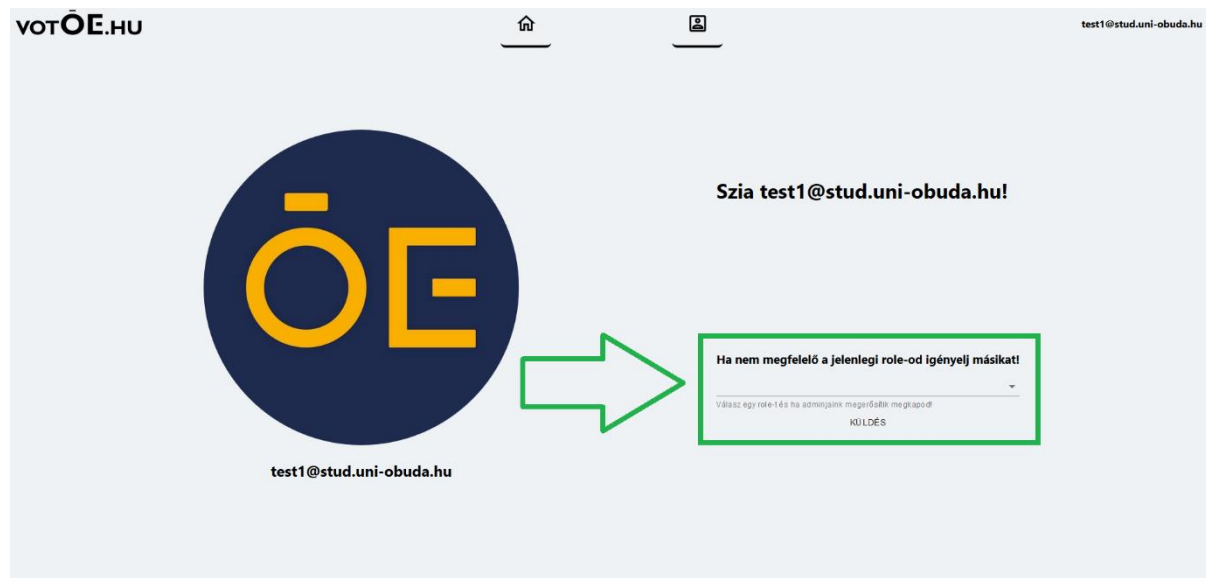 votŌE.hu
test1@stud.uni-obuda.hu
ŌE
Szia test1@stud.uni-obuda.hu!
Ha nem megfelelő a jelenlegi role-od igényelj másikat!
Válasz egy role-t és ha adminjaink megerősítik megkapod!
KÜLDÉS
test1@stud.uni-obuda.hu